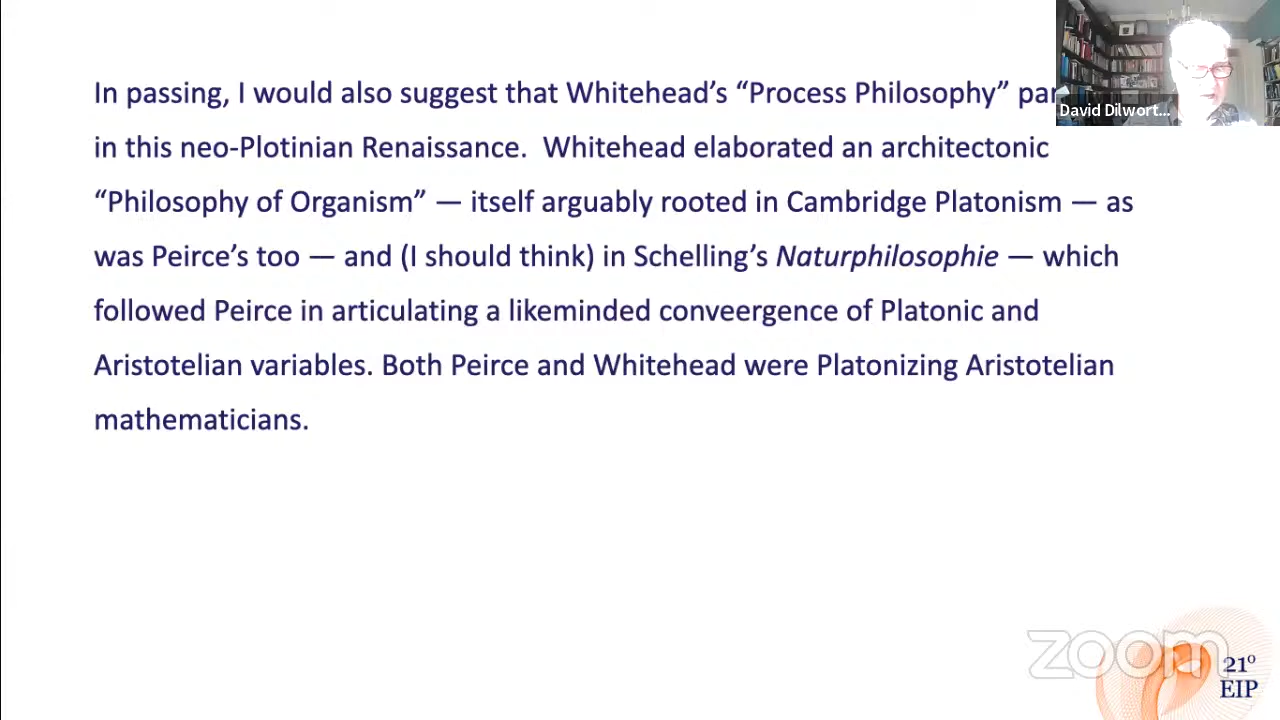 In passing, I would also suggest that Whitehead’s “Process Philosophy”
David Dilwort...
in this neo-Plotinian Renaissance.  Whitehead elaborated an architectonic
“Philosophy of Organism” — itself arguably rooted in Cambridge Platonism — as
was Peirce’s too — and (I should think) in Schelling’s Naturphilosophie — which
followed Peirce in articulating a likeminded conveergence of Platonic and
Aristotelian variables. Both Peirce and Whitehead were Platonizing Aristotelian
mathematicians.
zoom
21º
EIP